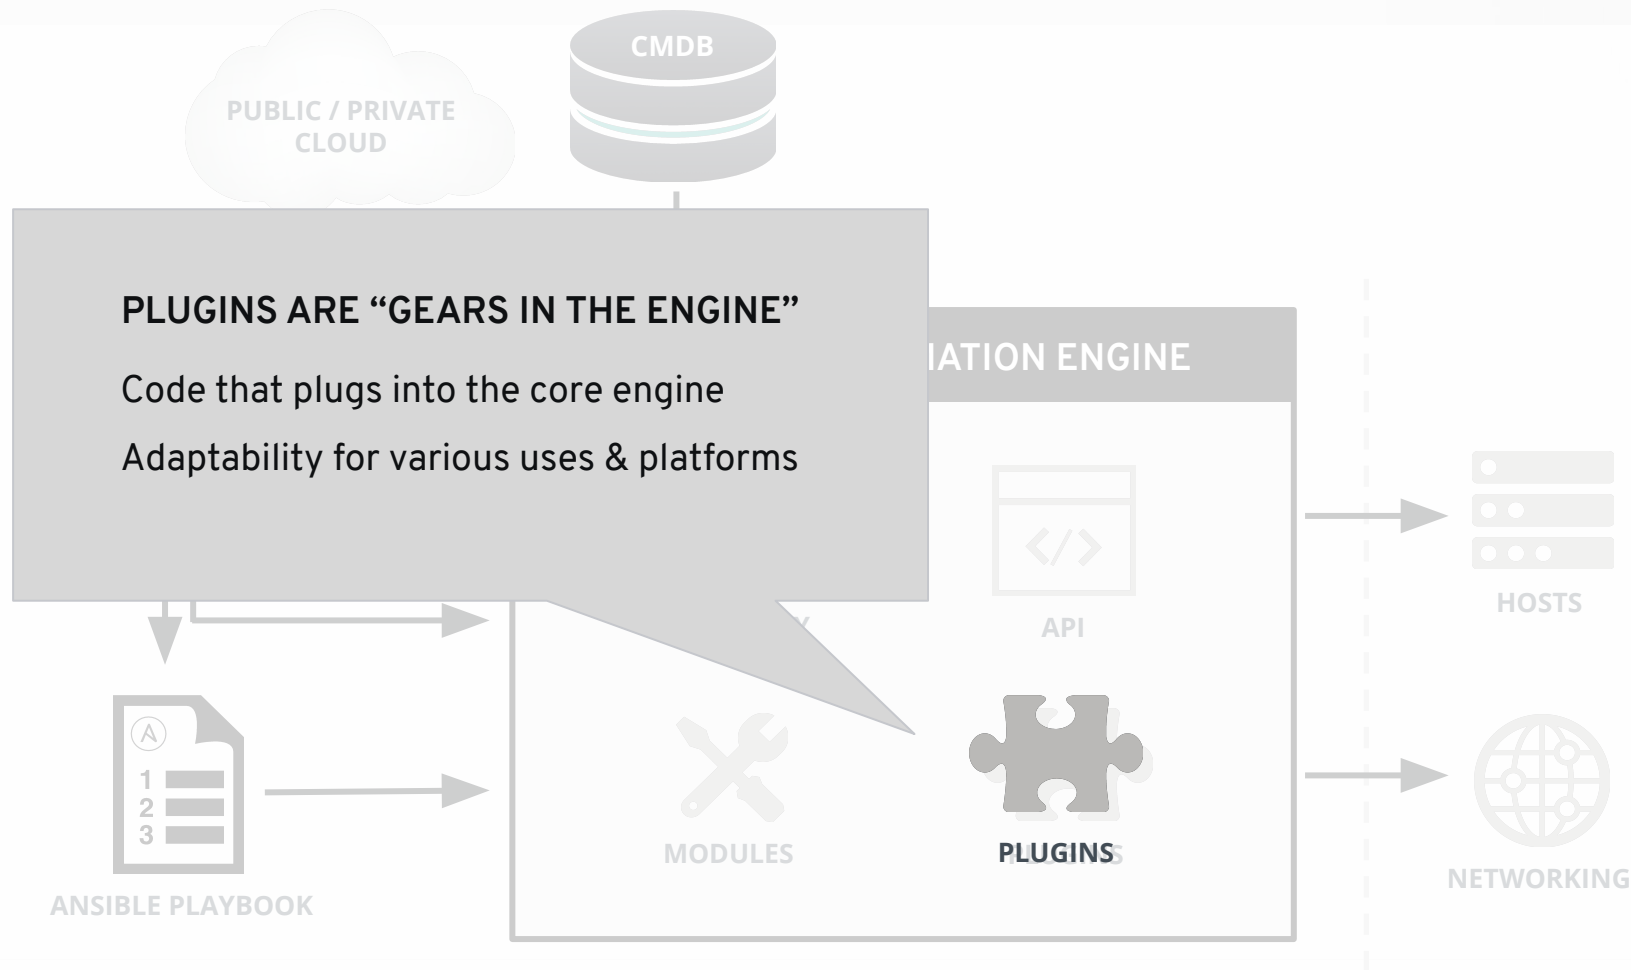 CMDB
PUBLIC / PRIVATE
CLOUD
PLUGINS ARE “GEARS IN THE ENGINE”
Code that plugs into the core engine
Adaptability for various uses & platforms
ENGINE
API
HOSTS
1
2
3
MODULES
PLUGINS
ANSIBLE PLAYBOOK
NETWORKING